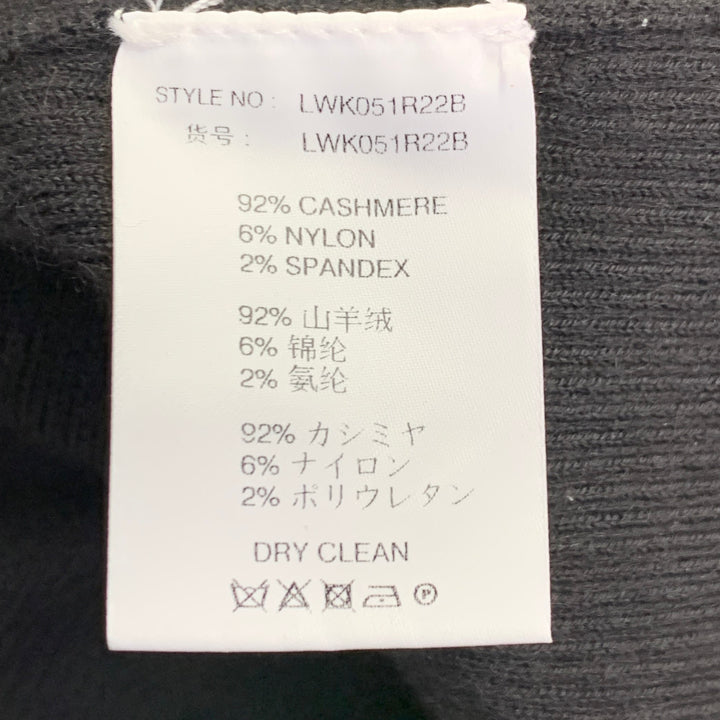 STYLE NO : LWK051R22B
货号 : LWK051R22B
92% CASHMERE
6% NYLON
2% SPANDEX
92% 山羊绒
6% 锦纶
2% 氨纶
92% カシミヤ
6% ナイロン
2% ポリウレタン
DRY CLEAN
P